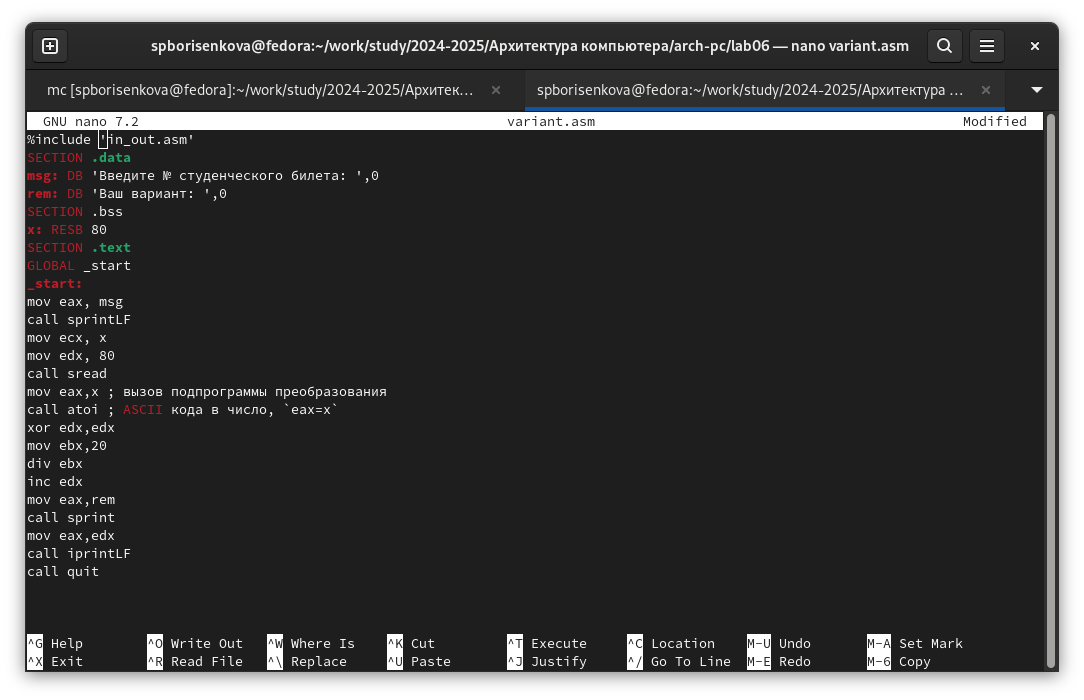 spborisenkova@fedora:~/work/study/2024-2025/Архитектура компьютера/arch-pc/lab06 — nano variant.asm
mc [spborisenkova@fedora]:~/work/study/2024-2025/Архитек...
spborisenkova@fedora:~/work/study/2024-2025/Архитектура ...
GNU nano 7.2 variant.asm Modified
%include 'in_out.asm'
SECTION .data
msg: DB 'Введите № студенческого билета: ',0
rem: DB 'Ваш вариант: ',0
SECTION .bss
x: RESB 80
SECTION .text
GLOBAL _start
_start:
mov eax, msg
call sprintLF
mov ecx, x
mov edx, 80
call sread
mov eax,x ; вызов подпрограммы преобразования
call atoi ; ASCII кода в число, `eax=x`
xor edx,edx
mov ebx,20
div ebx
inc edx
mov eax,rem
call sprint
mov eax,edx
call iprintLF
call quit
^G Help ^O Write Out ^W Where Is ^K Cut ^T Execute ^C Location M-U Undo M-A Set Mark
^X Exit ^R Read File ^\ Replace ^U Paste ^J Justify ^/ Go To Line M-E Redo M-6 Copy